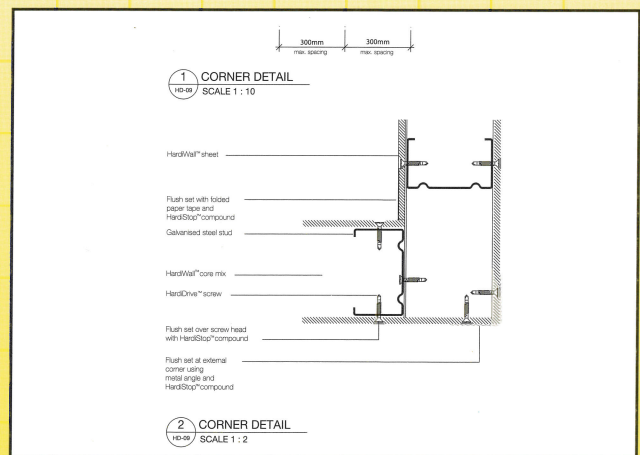 300mm 300mm
max. spacing max. spacing
1 CORNER DETAIL
HD-09 SCALE 1 : 10
HardiWall™ sheet
Flush set with folded
paper tape and
HardiStop™ compound
Galvanised steel stud
HardiWall™ core mix
HardiDrive™ screw
Flush set over screw head
with HardiStop™ compound
Flush set at external
corner using
metal angle and
HardiStop™ compound
2 CORNER DETAIL
HD-09 SCALE 1 : 2